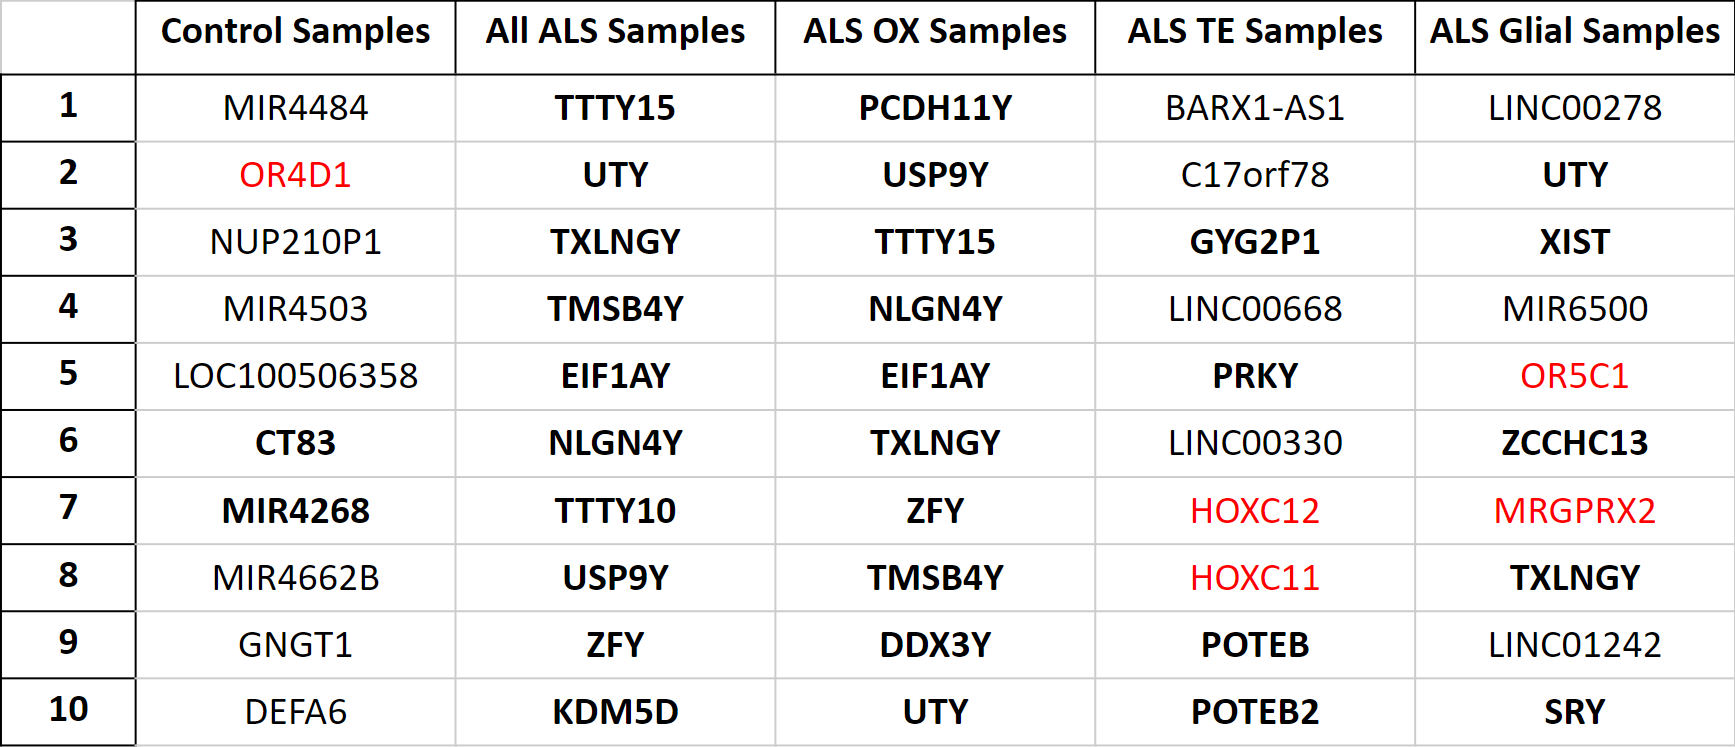 Control Samples All ALS Samples ALS OX Samples ALS TE Samples ALS Glial Samples
1 MIR4484 TTTY15 PCDH11Y BARX1-AS1 LINC00278
2 OR4D1 UTY USP9Y C17orf78 UTY
3 NUP210P1 TXLNGY TTTY15 GYG2P1 XIST
4 MIR4503 TMSB4Y NLGN4Y LINC00668 MIR6500
5 LOC100506358 EIF1AY EIF1AY PRKY OR5C1
6 CT83 NLGN4Y TXLNGY LINC00330 ZCCHC13
7 MIR4268 TTTY10 ZFY HOXC12 MRGPRX2
8 MIR4662B USP9Y TMSB4Y HOXC11 TXLNGY
9 GNGT1 ZFY DDX3Y POTEB LINC01242
10 DEFA6 KDM5D UTY POTEB2 SRY